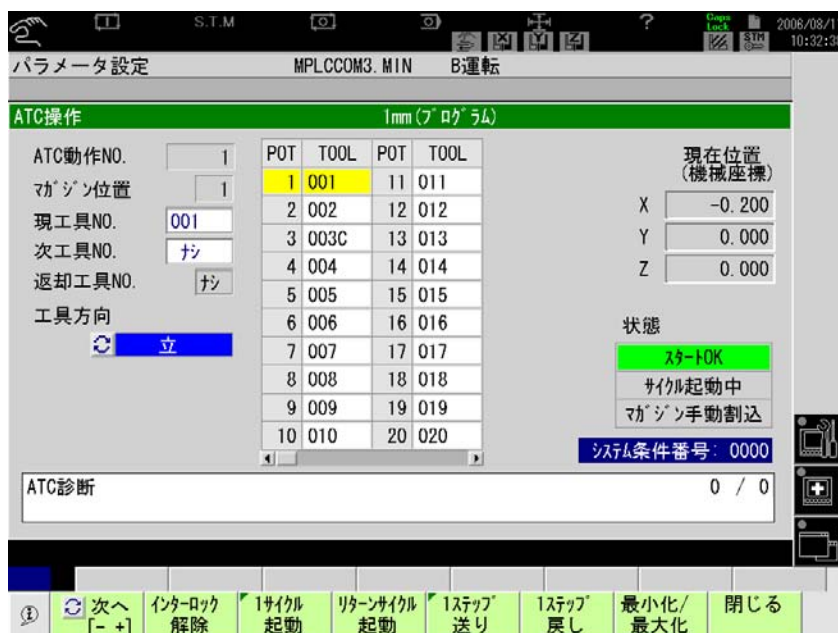 S.T.M ? Caps Lock 2006/08/1
X Y Z STM 10:32:3
パラメータ設定 MPLCCOM3.MIN B運転
ATC操作 1mm(プログラム)
ATC動作NO. 1
マガジン位置 1
現工具NO. 001
次工具NO. ナシ
返却工具NO. ナシ
工具方向
立
POT TOOL POT TOOL
1 001 11 011
2 002 12 012
3 003C 13 013
4 004 14 014
5 005 15 015
6 006 16 016
7 007 17 017
8 008 18 018
9 009 19 019
10 010 20 020
現在位置
(機械座標)
X -0.200
Y 0.000
Z 0.000
状態
スタートOK
サイクル起動中
マガジン手動割込
システム条件番号: 0000
ATC診断 0 / 0
次へ
[- +]
インターロック
解除
1サイクル
起動
リターンサイクル
起動
1ステップ
送り
1ステップ
戻し
最小化/
最大化
閉じる